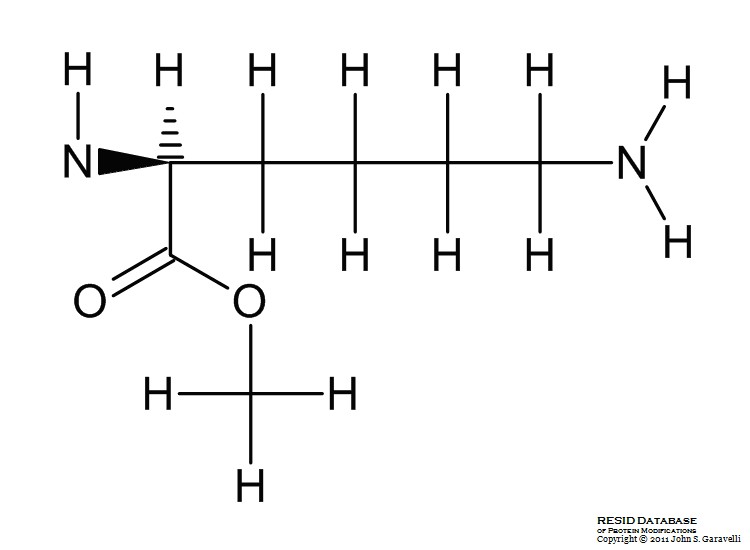 H H H H H H H
N N
H H H H H
O O
H H
H
RESID DATABASE
OF PROTEIN MODIFICATIONS
Copyright © 2011 John S. Garavelli